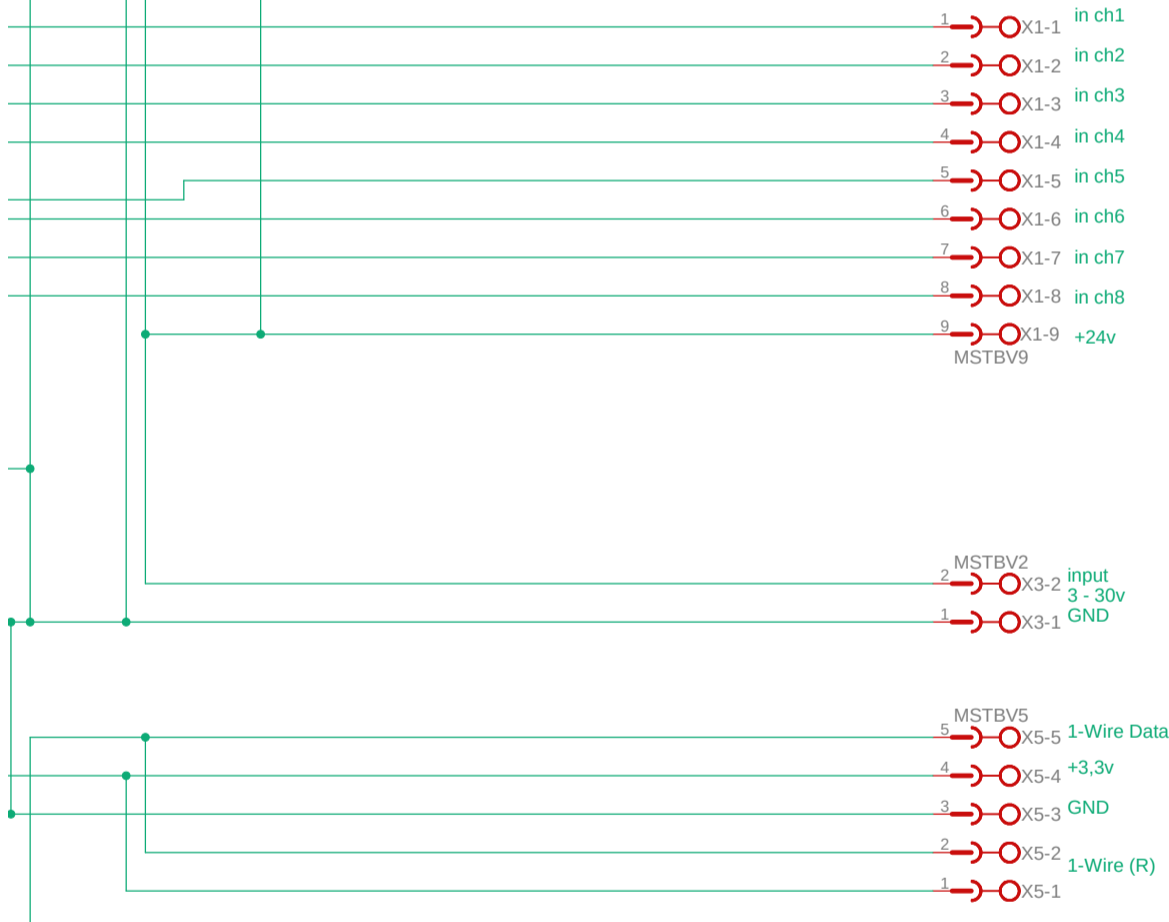 1 X1-1 in ch1
2 X1-2 in ch2
3 X1-3 in ch3
4 X1-4 in ch4
5 X1-5 in ch5
6 X1-6 in ch6
7 X1-7 in ch7
8 X1-8 in ch8
9 X1-9 +24v
MSTBV9
MSTBV2
2 X3-2 input
3 - 30v
1 X3-1 GND
MSTBV5
5 X5-5 1-Wire Data
4 X5-4 +3,3v
3 X5-3 GND
2 X5-2
1-Wire (R)
1 X5-1